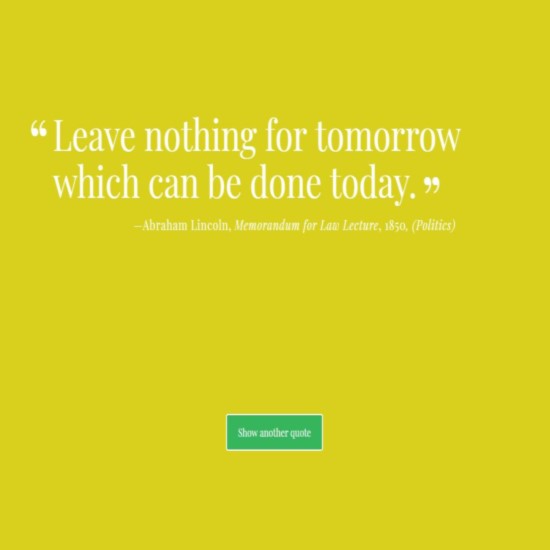 “Leave nothing for tomorrow
which can be done today.”
–Abraham Lincoln, Memorandum for Law Lecture, 1850, (Politics)
Show another quote